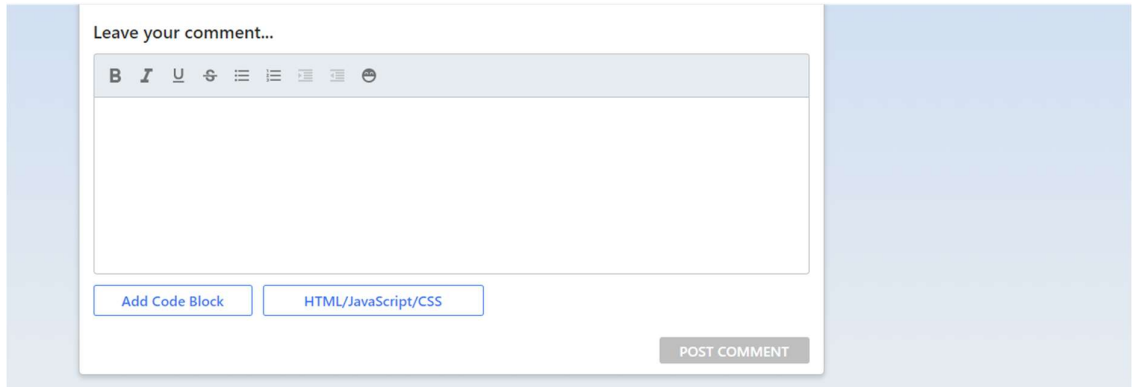 Leave your comment...
B I U S
Add Code Block HTML/JavaScript/CSS
POST COMMENT